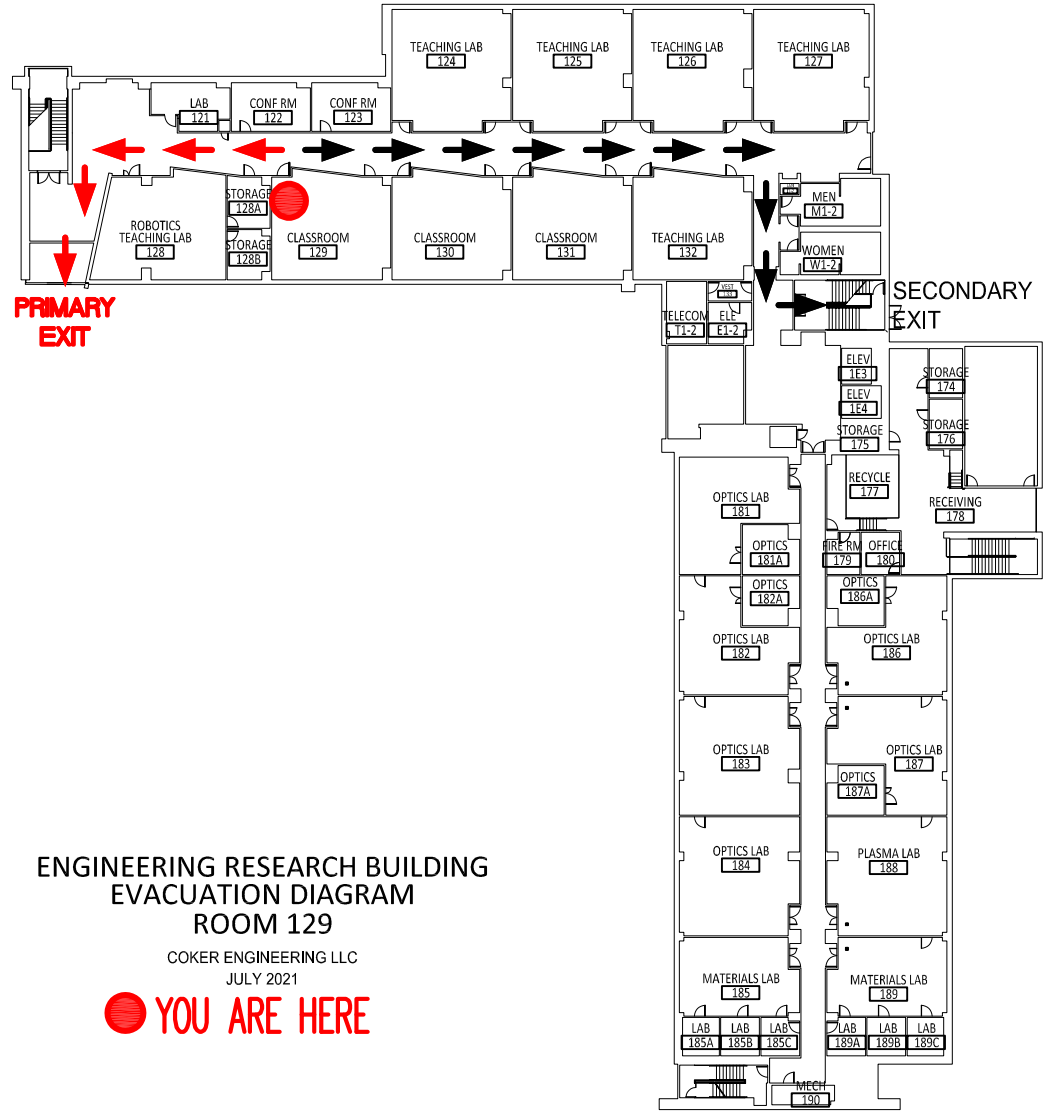 TEACHING LAB
124
TEACHING LAB
125
TEACHING LAB
126
TEACHING LAB
127
LAB
121
CONF RM
122
CONF RM
123
STORAGE
128A
ROBOTICS
TEACHING LAB
128
STORAGE
128B
CLASSROOM
129
CLASSROOM
130
CLASSROOM
131
TEACHING LAB
132
MEN
M1-2
WOMEN
W1-2
PRIMARY
EXIT
SECONDARY
EXIT
VEST
TELECOM
T1-2
ELE
E1-2
ELEV
1E3
ELEV
1E4
STORAGE
174
STORAGE
175
STORAGE
176
RECYCLE
177
RECEIVING
178
OPTICS LAB
181
OPTICS
181A
FIRE RM
179
OFFICE
180
OPTICS
182A
OPTICS
186A
OPTICS LAB
182
OPTICS LAB
186
OPTICS LAB
183
OPTICS LAB
187
OPTICS
187A
OPTICS LAB
184
PLASMA LAB
188
MATERIALS LAB
185
MATERIALS LAB
189
LAB
185A
LAB
185B
LAB
185C
LAB
189A
LAB
189B
LAB
189C
MECH
190
ENGINEERING RESEARCH BUILDING
EVACUATION DIAGRAM
ROOM 129
COKER ENGINEERING LLC
JULY 2021
YOU ARE HERE